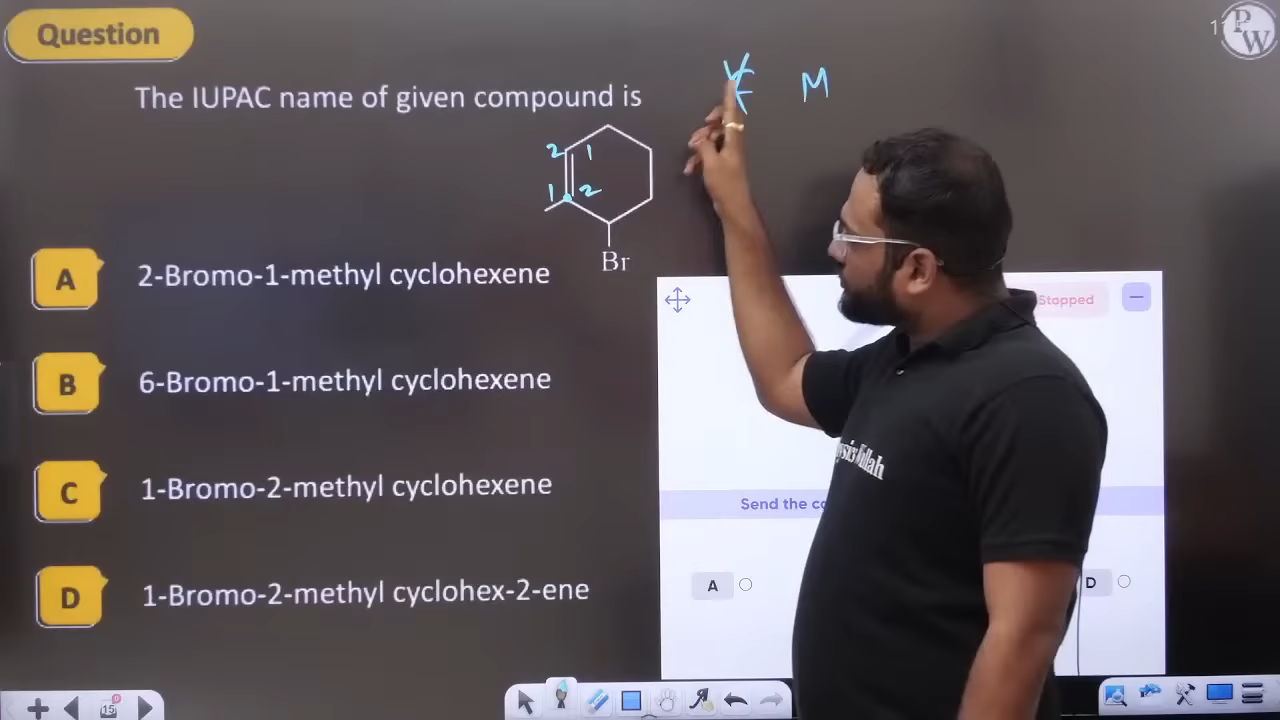 Question
PW
The IUPAC name of given compound is
M
2 1
1 2
Br
A 2-Bromo-1-methyl cyclohexene
Stopped
B 6-Bromo-1-methyl cyclohexene
C 1-Bromo-2-methyl cyclohexene
Send the
D 1-Bromo-2-methyl cyclohex-2-ene
A D
15